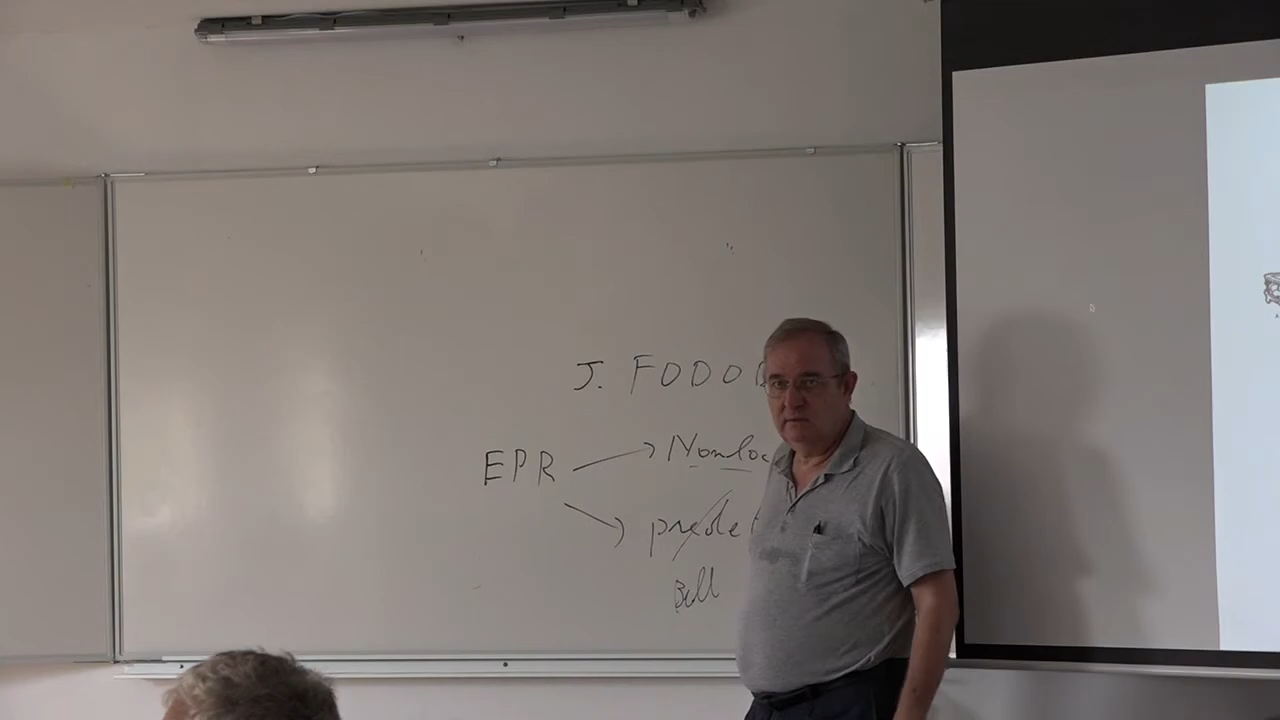 J. FODO
EPR → Nonloc
→ predet
Bell